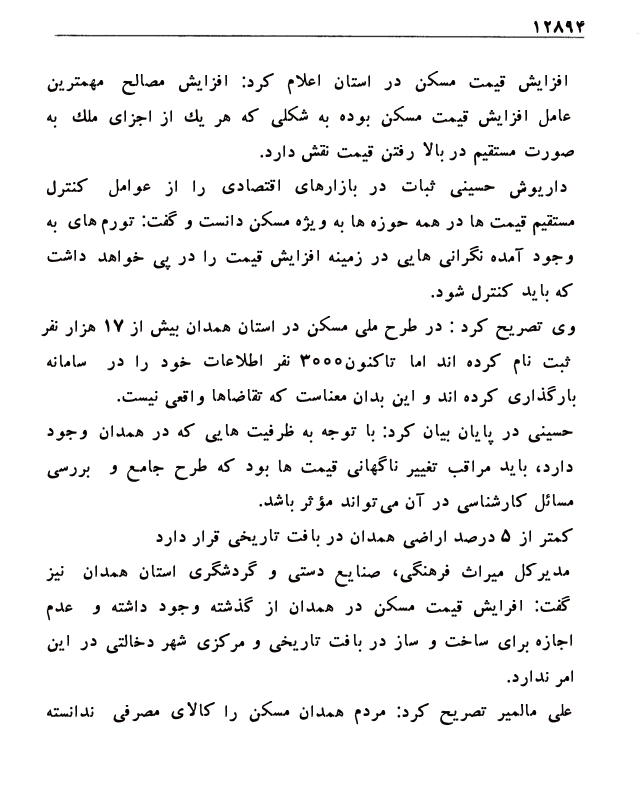 ۱۲۸۹۴
افزایش قیمت مسکن در استان اعلام کرد: افزایش مصالح مهمترین
عامل افزایش قیمت مسکن بوده به شکلی که هر یك از اجزای ملك به
صورت مستقیم در بالا رفتن قیمت نقش دارد.
داریوش حسینی ثبات در بازارهای اقتصادی را از عوامل کنترل
مستقیم قیمت ها در همه حوزه ها به ویژه مسکن دانست و گفت: تورم های به
وجود آمده نگرانی هایی در زمینه افزایش قیمت را در پی خواهد داشت
که باید کنترل شود.
وی تصریح کرد : در طرح ملی مسکن در استان همدان بیش از ۱۷ هزار نفر
ثبت نام کرده اند اما تاکنون۳۰۰۰ نفر اطلاعات خود را در سامانه
بارگذاری کرده اند و این بدان معناست که تقاضاها واقعی نیست.
حسینی در پایان بیان کرد: با توجه به ظرفیت هایی که در همدان وجود
دارد، باید مراقب تغییر ناگهانی قیمت ها بود که طرح جامع و بررسی
مسائل کارشناسی در آن می‌تواند مؤثر باشد.
کمتر از ۵ درصد اراضی همدان در بافت تاریخی قرار دارد
مدیرکل میراث فرهنگی، صنایع دستی و گردشگری استان همدان نیز
گفت: افرایش قیمت مسکن در همدان از گذشته وجود داشته و عدم
اجازه برای ساخت و ساز در بافت تاریخی و مرکزی شهر دخالتی در این
امر ندارد.
علی مالمیر تصریح کرد: مردم همدان مسکن را کالای مصرفی ندانسته